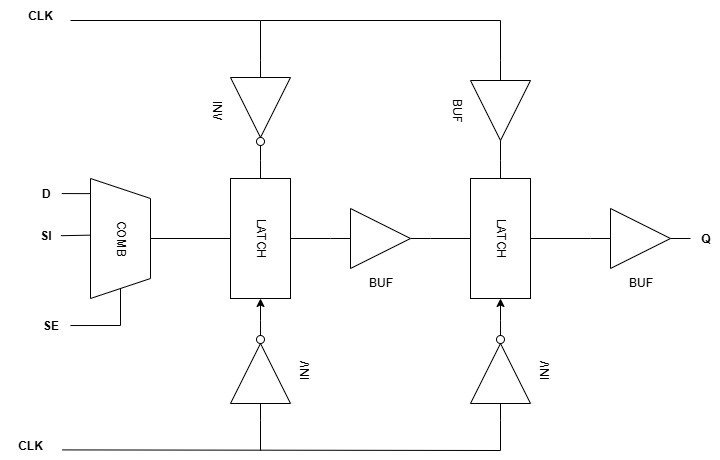 CLK
INV
BUF
D
SI
COMB
LATCH
LATCH
Q
BUF
BUF
SE
INV
INV
CLK